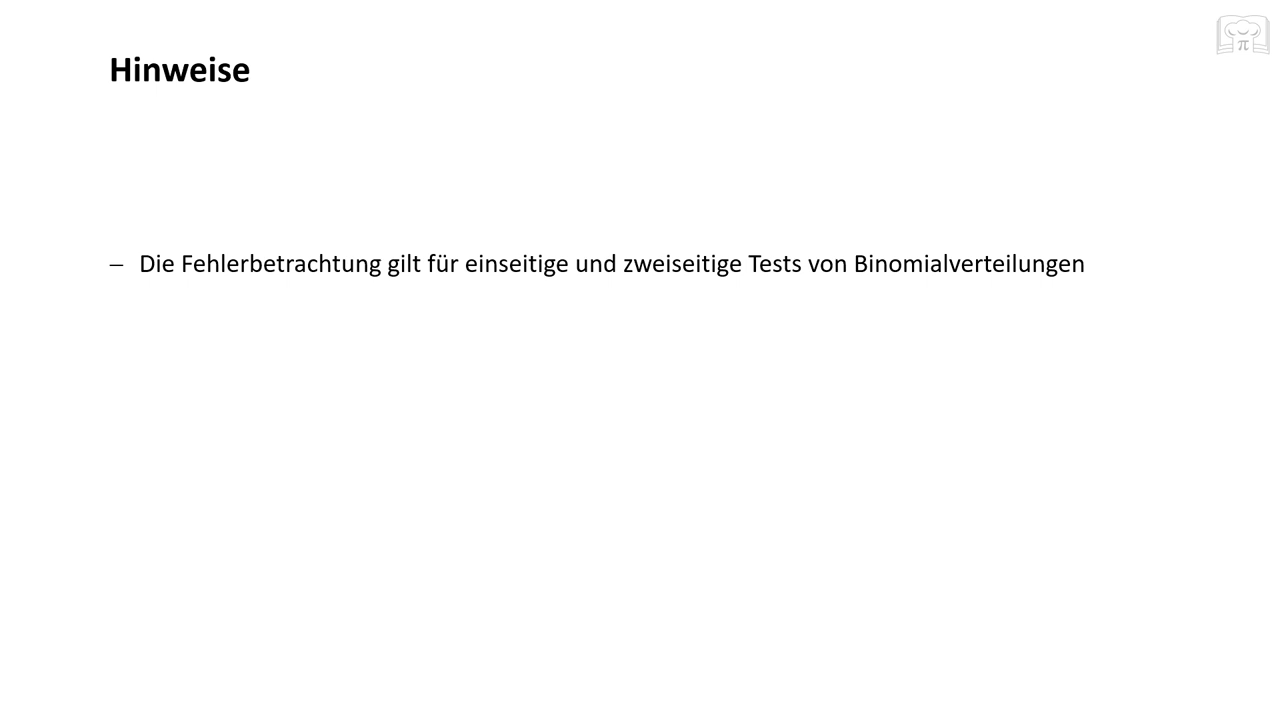 Hinweise
– Die Fehlerbetrachtung gilt für einseitige und zweiseitige Tests von Binomialverteilungen
π